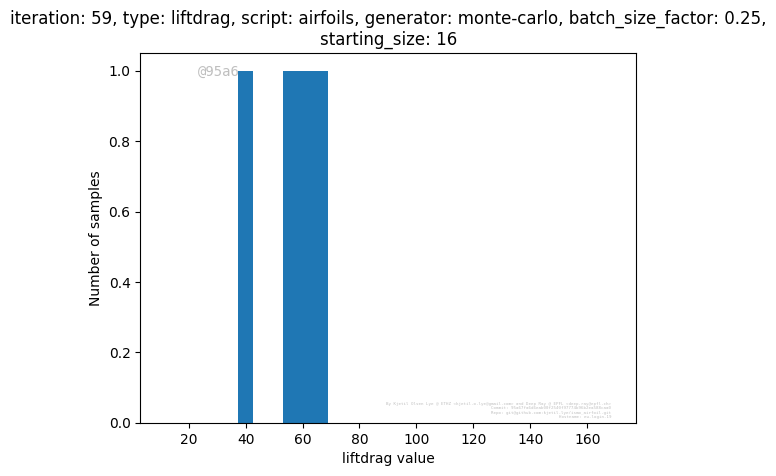 iteration: 59, type: liftdrag, script: airfoils, generator: monte-carlo, batch_size_factor: 0.25,
starting_size: 16
@95a6
1.0
0.8
0.6
0.4
0.2
0.0
Number of samples
20 40 60 80 100 120 140 160
liftdrag value